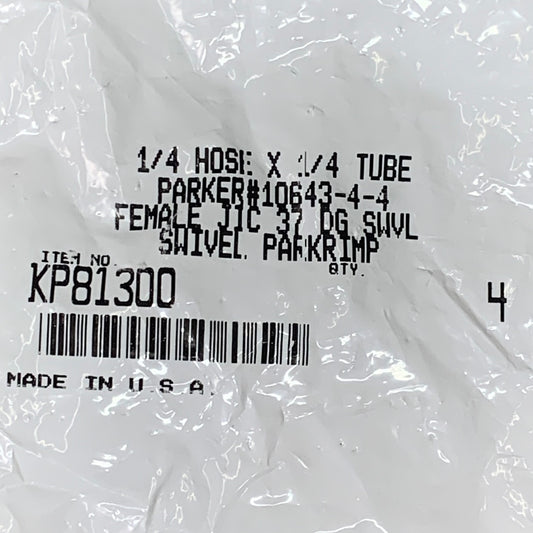 1/4 HOSE X 1/4 TUBE
PARKER#10643-4-4
FEMALE JIC 37 DG SWVL
SWIVEL PARKRIMP
ITEM NO. QTY.
KP81300 4
MADE IN U.S.A.